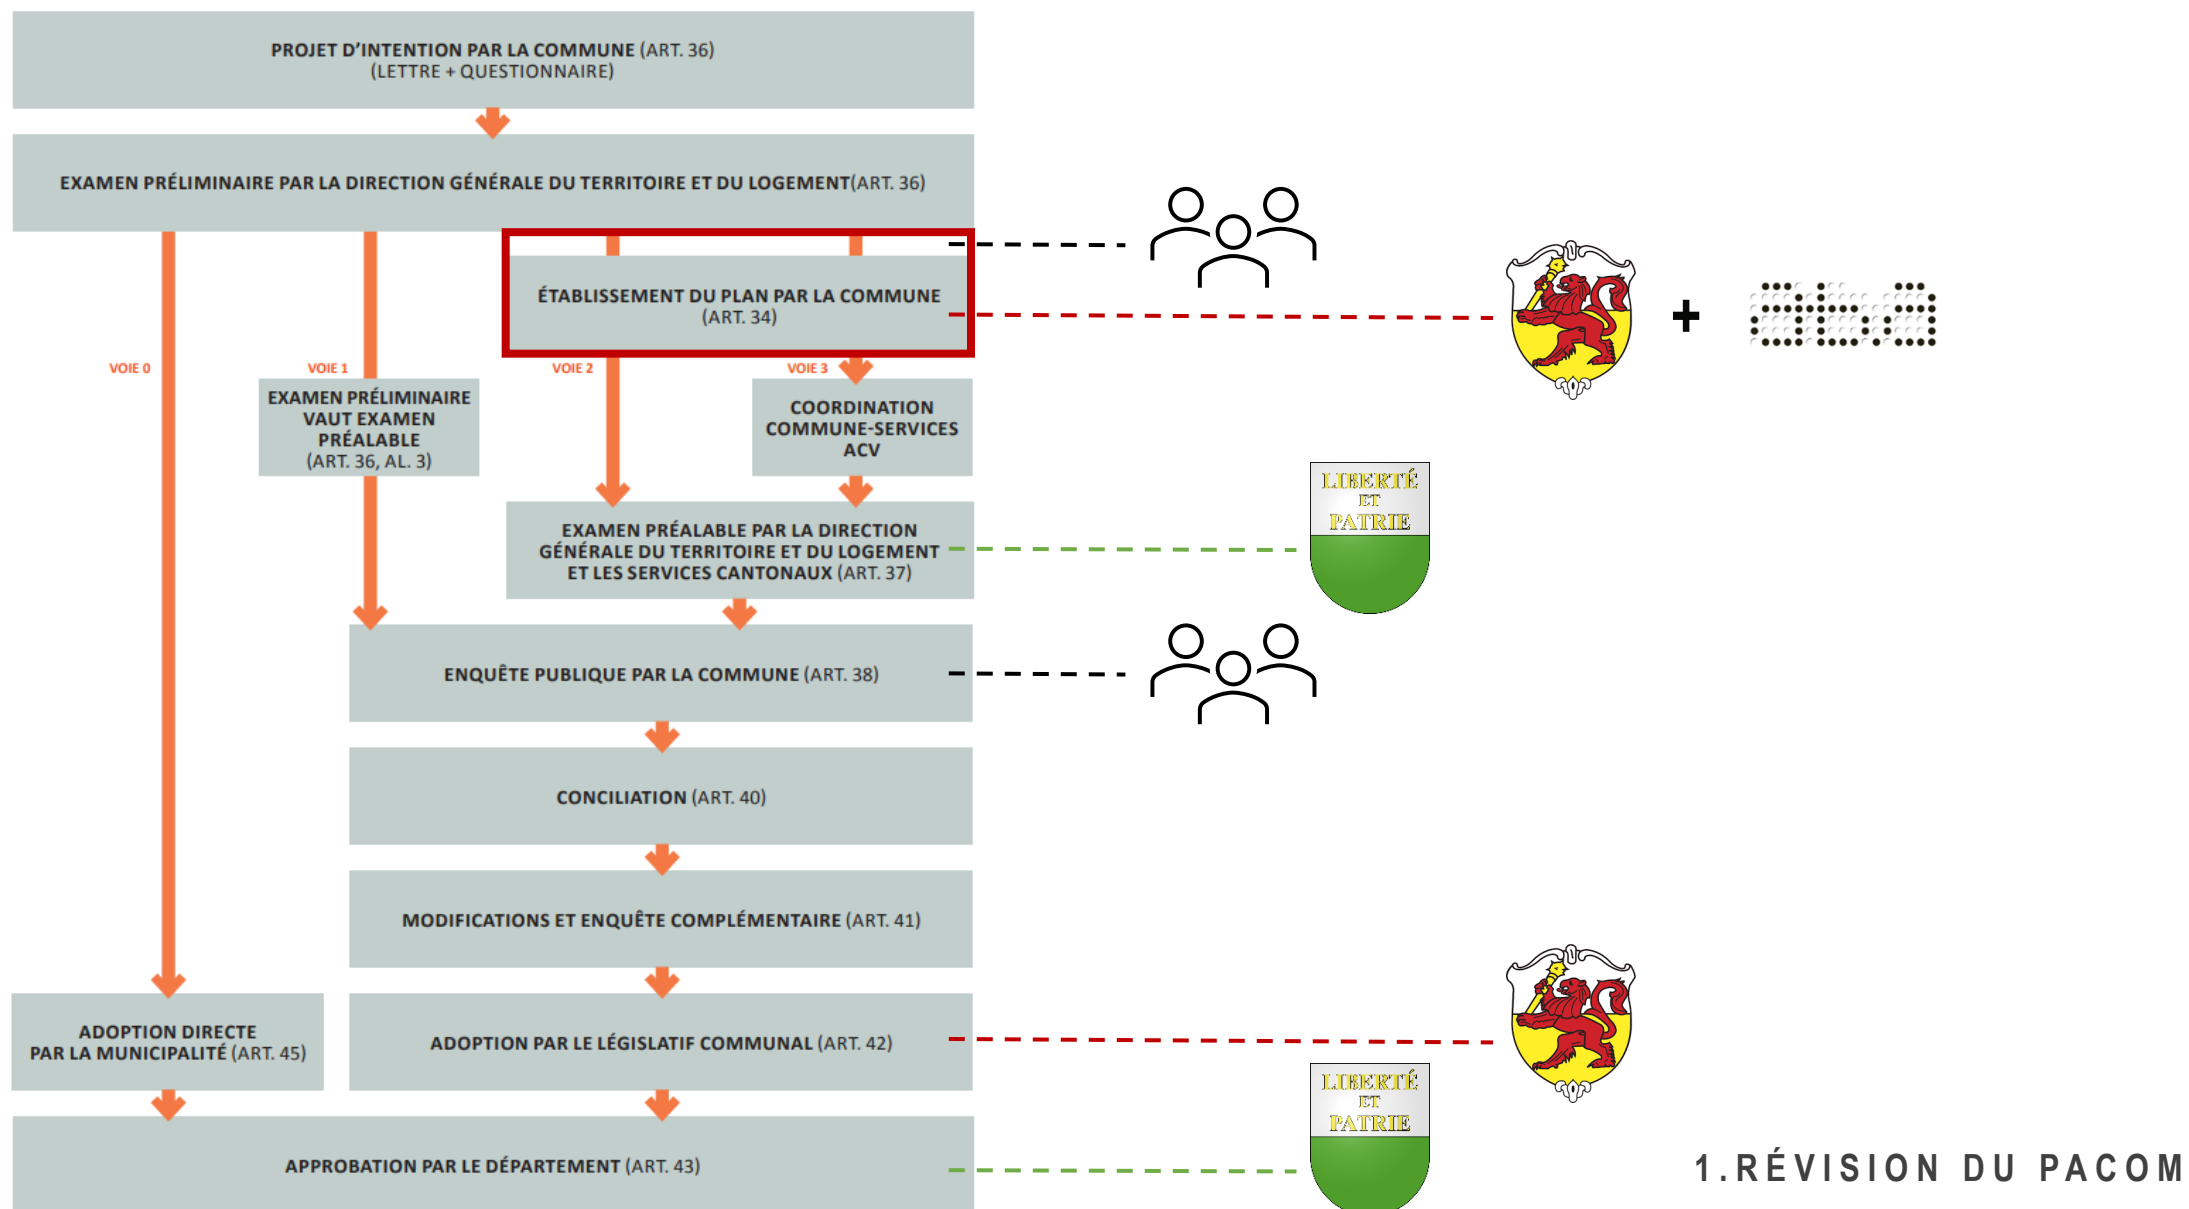 PROJET D'INTENTION PAR LA COMMUNE (ART. 36)
(LETTRE + QUESTIONNAIRE)
EXAMEN PRÉLIMINAIRE PAR LA DIRECTION GÉNÉRALE DU TERRITOIRE ET DU LOGEMENT(ART. 36)
ÉTABLISSEMENT DU PLAN PAR LA COMMUNE
(ART. 34)
+
at.a
VOIE 0
VOIE 1
VOIE 2
VOIE 3
EXAMEN PRÉLIMINAIRE
VAUT EXAMEN
PRÉALABLE
(ART. 36, AL. 3)
COORDINATION
COMMUNE-SERVICES
ACV
EXAMEN PRÉALABLE PAR LA DIRECTION
GÉNÉRALE DU TERRITOIRE ET DU LOGEMENT
ET LES SERVICES CANTONAUX (ART. 37)
LIBERTÉ
ET
PATRIE
ENQUÊTE PUBLIQUE PAR LA COMMUNE (ART. 38)
CONCILIATION (ART. 40)
MODIFICATIONS ET ENQUÊTE COMPLÉMENTAIRE (ART. 41)
ADOPTION DIRECTE
PAR LA MUNICIPALITÉ (ART. 45)
ADOPTION PAR LE LÉGISLATIF COMMUNAL (ART. 42)
LIBERTÉ
ET
PATRIE
APPROBATION PAR LE DÉPARTEMENT (ART. 43)
1.RÉVISION DU PACOM